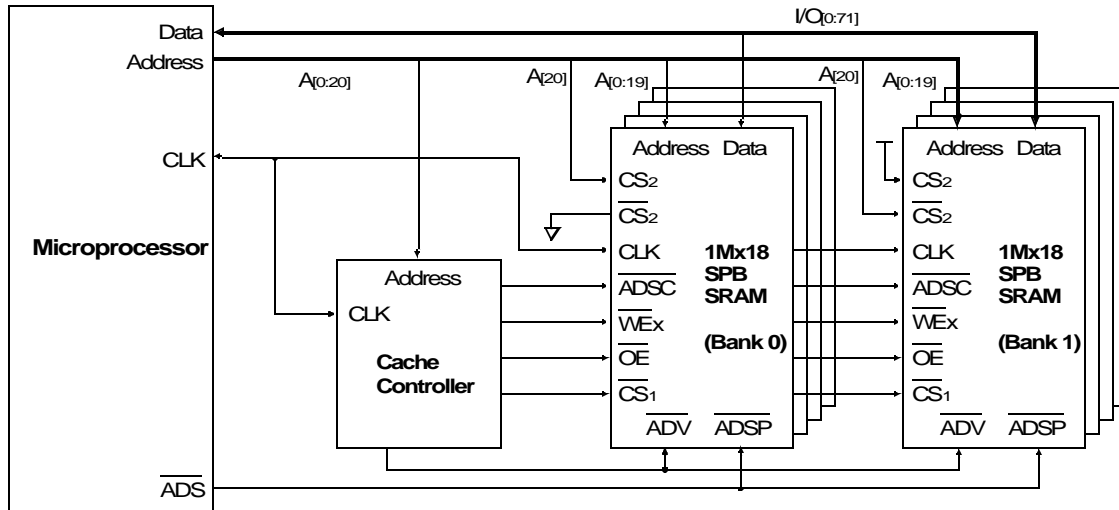 I/O[0:71]
Data
Address
A[0:20]
A[20]
A[0:19]
A[20]
A[0:19]
CLK
Microprocessor
ADS
Address
CLK
Cache
Controller
Address Data
CS2
CS2
CLK
ADSC
WEx
OE
CS1
1Mx18
SPB
SRAM
(Bank 0)
ADV ADSP
Address Data
CS2
CS2
CLK
ADSC
WEx
OE
CS1
1Mx18
SPB
SRAM
(Bank 1)
ADV ADSP